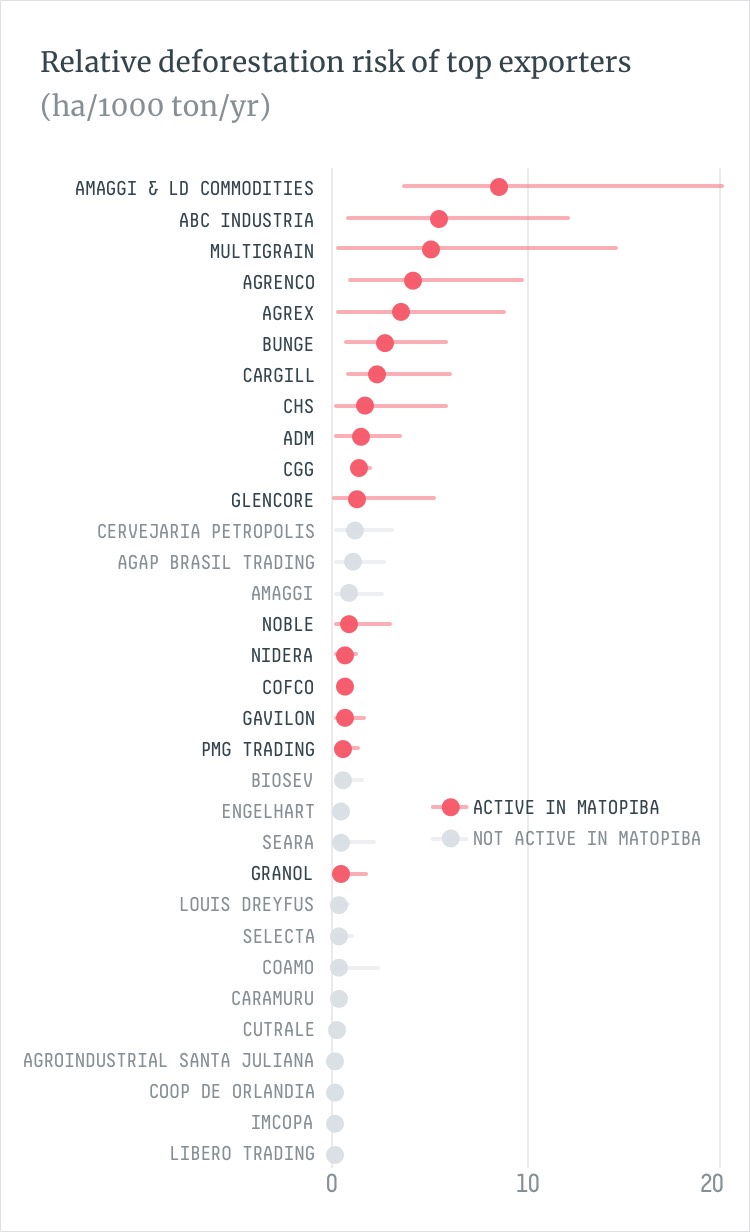 Relative deforestation risk of top exporters
(ha/1000 ton/yr)
AMAGGI & LD COMMODITIES
ABC INDUSTRIA
MULTIGRAIN
AGRENCO
AGREX
BUNGE
CARGILL
CHS
ADM
CGG
GLENCORE
CERVEJARIA PETROPOLIS
AGAP BRASIL TRADING
AMAGGI
NOBLE
NIDERA
COFCO
GAVILON
PMG TRADING
BIOSEV
ACTIVE IN MATOPIBA
ENGELHART
NOT ACTIVE IN MATOPIBA
SEARA
GRANOL
LOUIS DREYFUS
SELECTA
COAMO
CARAMURU
CUTRALE
AGROINDUSTRIAL SANTA JULIANA
COOP DE ORLANDIA
IMCOPA
LIBERO TRADING
0 10 20